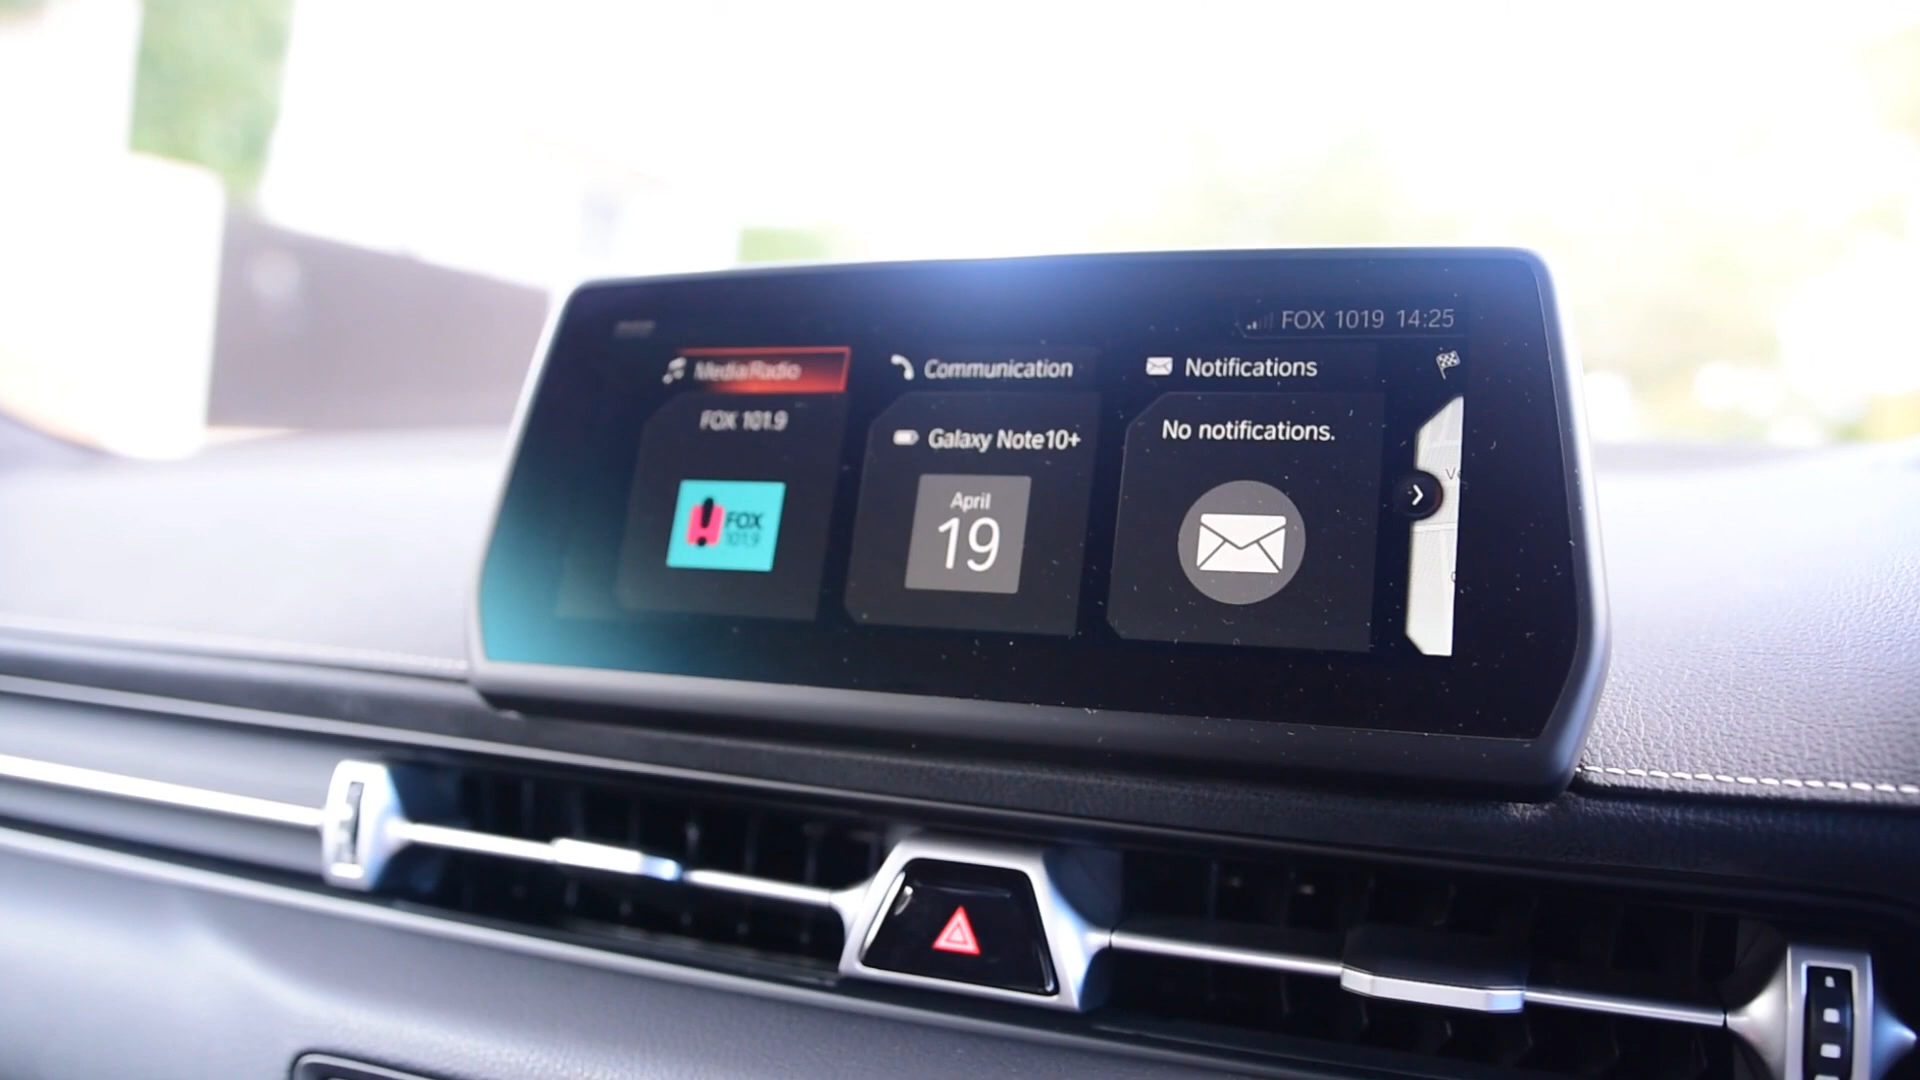 FOX 1019 14:25
Media/Radio
Communication
Notifications
FOX 101.9
Galaxy Note10+
No notifications.
FOX
101.9
April
19